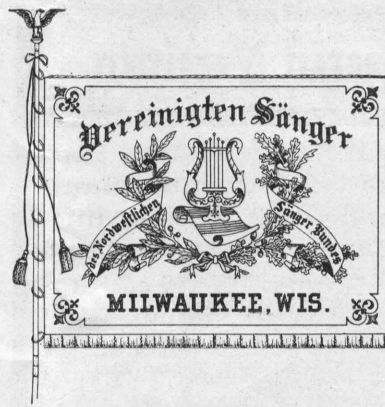 Vereinigten Sänger
des Nordwestlichen
Sänger Bundes
MILWAUKEE, WIS.